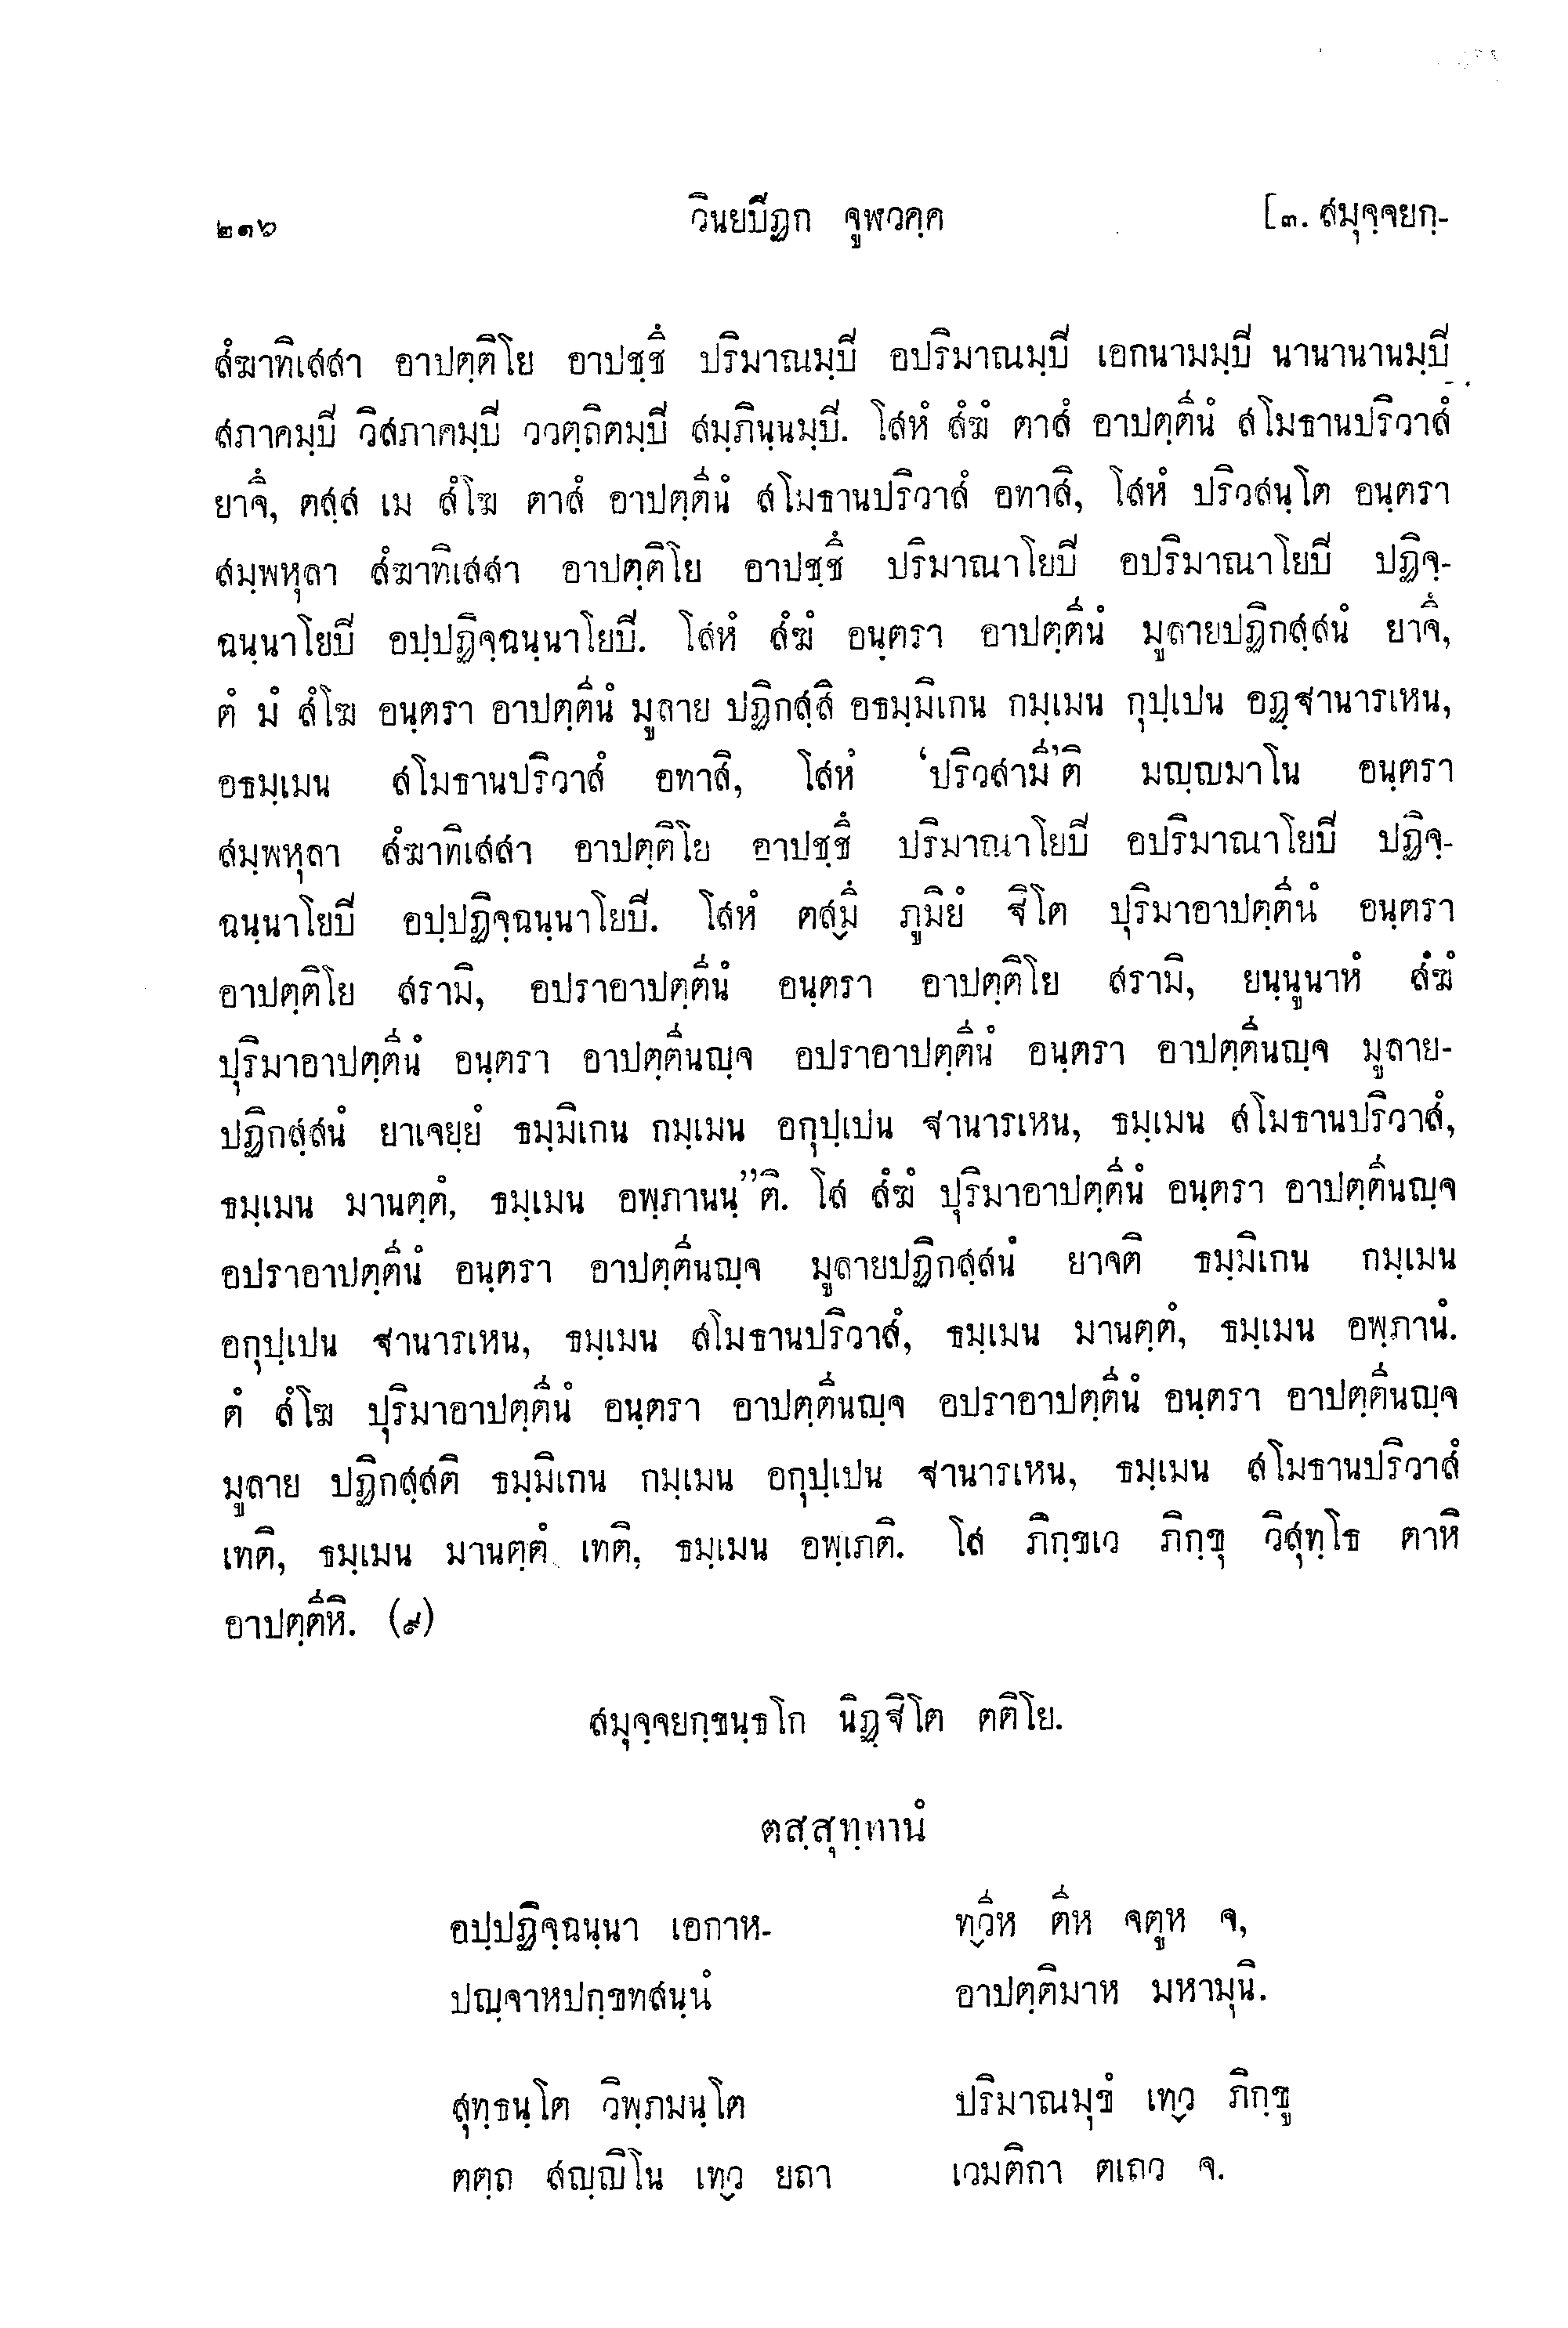 ๒๑๖ วินยปิฏก จูฬวคฺค [๓. สมุจฺจยกฺ-
สํฆาทิเสสา อาปตฺติโย อาปชฺชึ ปริมาณมฺปิ อปริมาณมฺปิ เอกนามมฺปิ นานานานมฺปิ
สภาคมฺปิ วิสภาคมฺปิ ววตฺถิตมฺปิ สมฺภินฺนมฺปิ. โสหํ สํฆํ ตาสํ อาปตฺตีนํ สโมธานปริวาสํ
ยาจึ, ตสฺส เม สํโฆ ตาสํ อาปตฺตีนํ สโมธานปริวาสํ อทาสิ, โสหํ ปริวสนฺโต อนฺตรา
สมฺพหุลา สํฆาทิเสสา อาปตฺติโย อาปชฺชึ ปริมาณาโยปิ อปริมาณาโยปิ ปฏิจฺ-
ฉนฺนาโยปิ อปฺปฏิจฺฉนฺนาโยปิ. โสหํ สํฆํ อนฺตรา อาปตฺตีนํ มูลายปฏิกสฺสนํ ยาจึ,
ตํ มํ สํโฆ อนฺตรา อาปตฺตีนํ มูลาย ปฏิกสฺสิ อธมฺมิเกน กมฺเมน กุปฺเปน อฏฺฐานารเหน,
อธมฺเมน สโมธานปริวาสํ อทาสิ, โสหํ ‘ปริวสามี’ติ มญฺญมาโน อนฺตรา
สมฺพหุลา สํฆาทิเสสา อาปตฺติโย อาปชฺชึ ปริมาณาโยปิ อปริมาณาโยปิ ปฏิจฺ-
ฉนฺนาโยปิ อปฺปฏิจฺฉนฺนาโยปิ. โสหํ ตสฺมึ ภูมิยํ ฐิโต ปุริมาอาปตฺตีนํ อนฺตรา
อาปตฺติโย สรามิ, อปราอาปตฺตีนํ อนฺตรา อาปตฺติโย สรามิ, ยนฺนูนาหํ สํฆํ
ปุริมาอาปตฺตีนํ อนฺตรา อาปตฺตีนญฺจ อปราอาปตฺตีนํ อนฺตรา อาปตฺตีนญฺจ มูลาย-
ปฏิกสฺสนํ ยาเจยฺยํ ธมฺมิเกน กมฺเมน อกุปฺเปน ฐานารเหน, ธมฺเมน สโมธานปริวาสํ,
ธมฺเมน มานตฺตํ, ธมฺเมน อพฺภานนฺ”ติ. โส สํฆํ ปุริมาอาปตฺตีนํ อนฺตรา อาปตฺตีนญฺจ
อปราอาปตฺตีนํ อนฺตรา อาปตฺตีนญฺจ มูลายปฏิกสฺสนํ ยาจติ ธมฺมิเกน กมฺเมน
อกุปฺเปน ฐานารเหน, ธมฺเมน สโมธานปริวาสํ, ธมฺเมน มานตฺตํ, ธมฺเมน อพฺภานํ.
ตํ สํโฆ ปุริมาอาปตฺตีนํ อนฺตรา อาปตฺตีนญฺจ อปราอาปตฺตีนํ อนฺตรา อาปตฺตีนญฺจ
มูลาย ปฏิกสฺสติ ธมฺมิเกน กมฺเมน อกุปฺเปน ฐานารเหน, ธมฺเมน สโมธานปริวาสํ
เทติ, ธมฺเมน มานตฺตํ เทติ, ธมฺเมน อพฺเภติ. โส ภิกฺขเว ภิกฺขุ วิสุทฺโธ ตาหิ
อาปตฺตีหิ. (๙)
สมุจฺจยกฺขนฺธโก นิฏฺฐิโต ตติโย.
ตสฺสุทฺทานํ
อปฺปฏิจฺฉนฺนา เอกาห- ทฺวีห ตีห จตูห จ,
ปญฺจาหปกฺขทสนฺนํ อาปตฺติมาห มหามุนิ.
สุทฺธนฺโต วิพฺภมนฺโต ปริมาณมุขํ เทฺว ภิกฺขู
ตตฺถ สญฺญิโน เทฺว ยถา เวมติกา ตเถว จ.